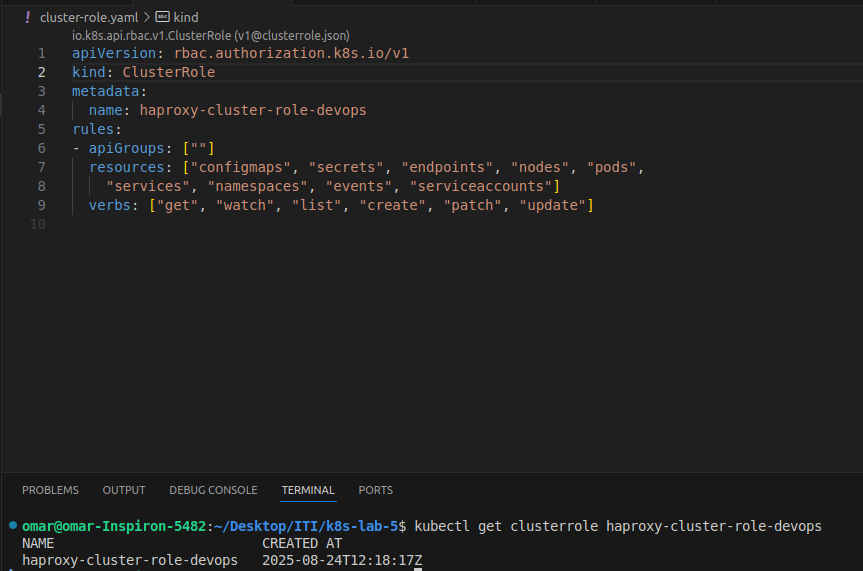 ! cluster-role.yaml > abc kind
io.k8s.api.rbac.v1.ClusterRole (v1@clusterrole.json)
1 apiVersion: rbac.authorization.k8s.io/v1
2 kind: ClusterRole
3 metadata:
4   name: haproxy-cluster-role-devops
5 rules:
6 - apiGroups: [""]
7   resources: ["configmaps", "secrets", "endpoints", "nodes", "pods",
8     "services", "namespaces", "events", "serviceaccounts"]
9   verbs: ["get", "watch", "list", "create", "patch", "update"]
10
PROBLEMS OUTPUT DEBUG CONSOLE TERMINAL PORTS
omar@omar-Inspiron-5482:~/Desktop/ITI/k8s-lab-5$ kubectl get clusterrole haproxy-cluster-role-devops
NAME CREATED AT
haproxy-cluster-role-devops 2025-08-24T12:18:17Z